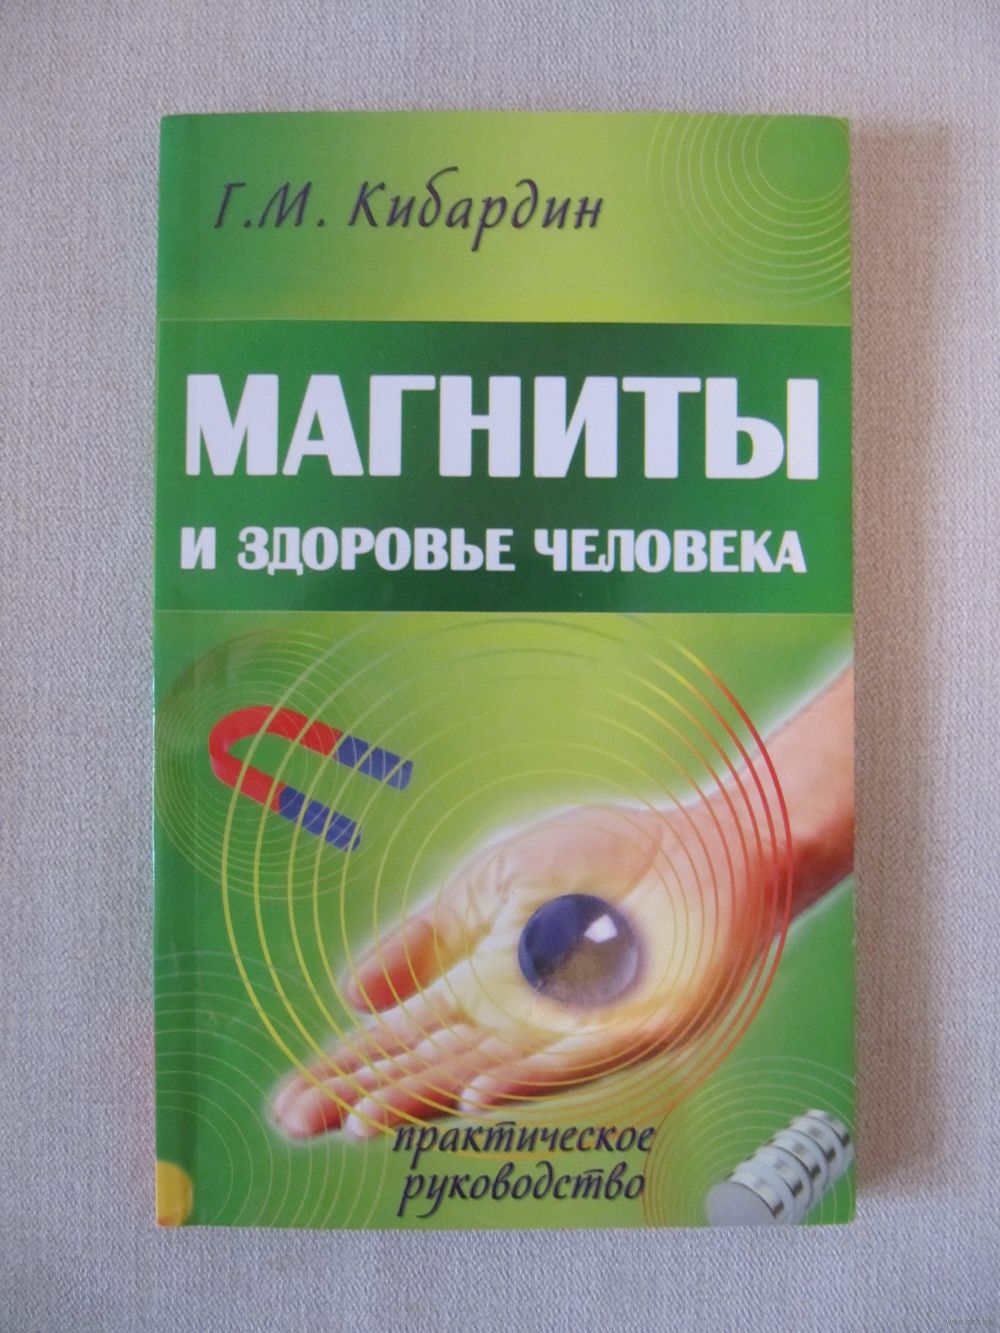 Г.М. Кибардин
МАГНИТЫ
И ЗДОРОВЬЕ ЧЕЛОВЕКА
практическое
руководство